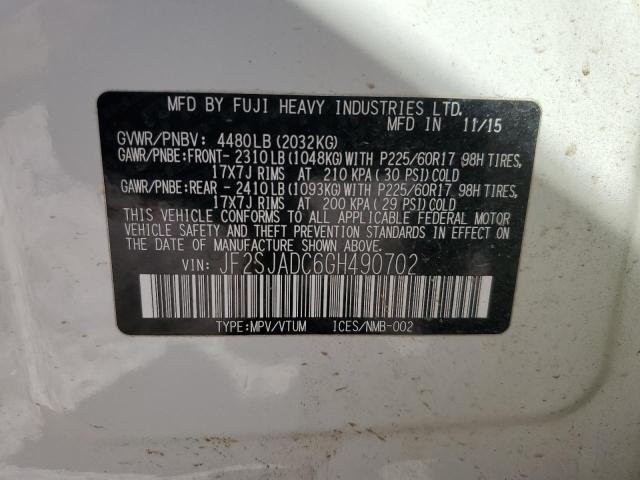 MFD BY FUJI HEAVY INDUSTRIES LTD.
MFD IN 11/15
GVWR/PNBV: 4480LB (2032KG)
GAWR/PNBE:FRONT- 2310LB (1048KG) WITH P225/60R17 98H TIRES,
17X7J RIMS AT 210 KPA (30 PSI) COLD
GAWR/PNBE:REAR - 2410LB (1093KG) WITH P225/60R17 98H TIRES,
17X7J RIMS AT 200 KPA (29 PSI) COLD
THIS VEHICLE CONFORMS TO ALL APPLICABLE FEDERAL MOTOR
VEHICLE SAFETY AND THEFT PREVENTION STANDARDS IN EFFECT
ON THE DATE OF MANUFACTURE SHOWN ABOVE.
VIN: JF2SJADC6GH490702
TYPE:MPV/VTUM ICES/NMB-002